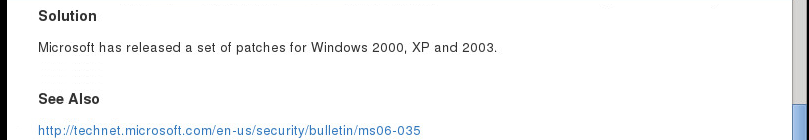 Solution
Microsoft has released a set of patches for Windows 2000, XP and 2003.
See Also
http://technet.microsoft.com/en-us/security/bulletin/ms06-035